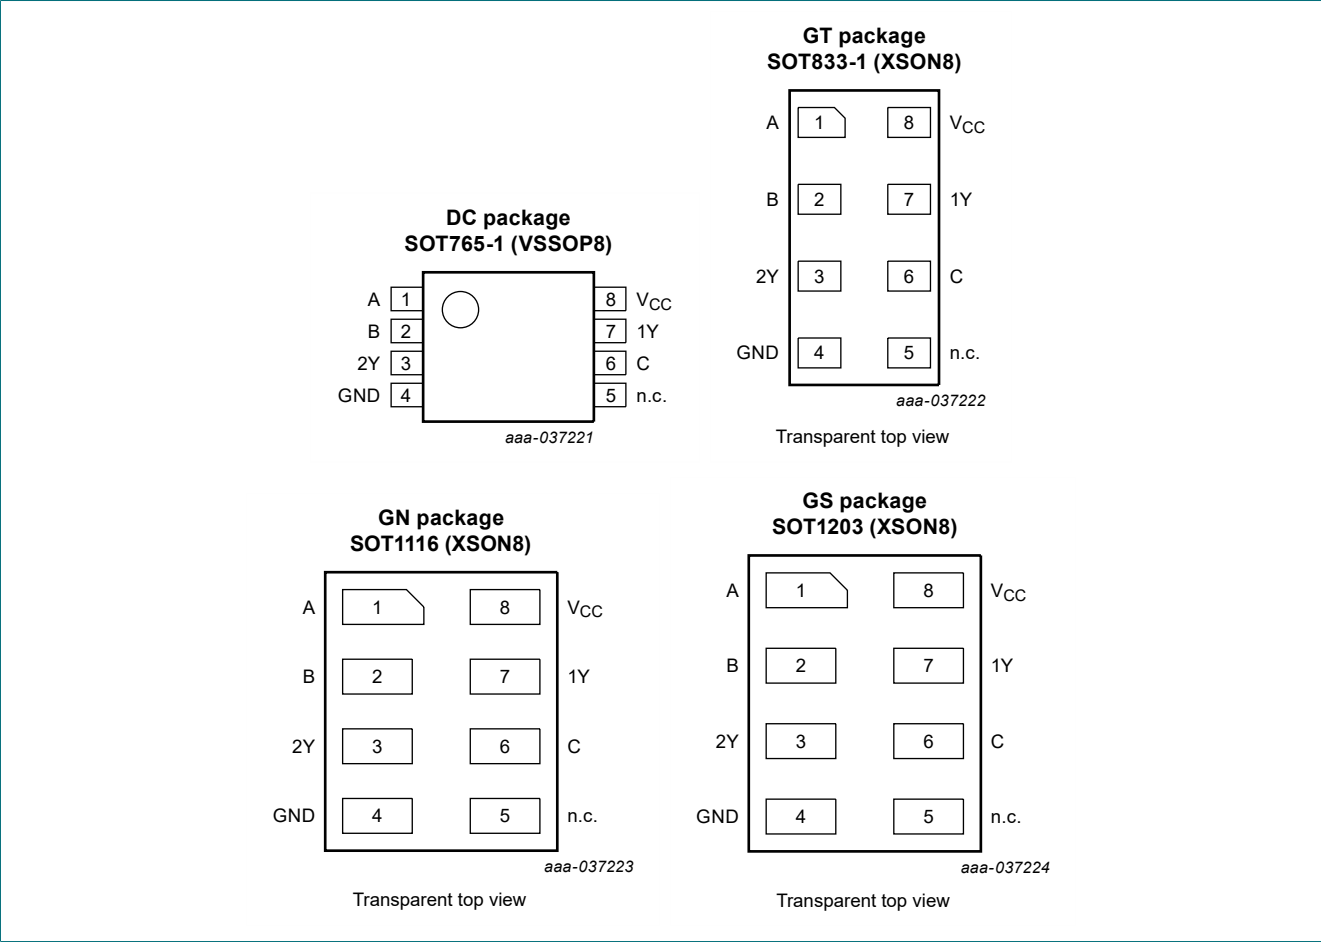 GT package
SOT833-1 (XSON8)
A 1 8 VCC
B 2 7 1Y
2Y 3 6 C
GND 4 5 n.c.
aaa-037222
Transparent top view
DC package
SOT765-1 (VSSOP8)
A 1 8 VCC
B 2 7 1Y
2Y 3 6 C
GND 4 5 n.c.
aaa-037221
GN package
SOT1116 (XSON8)
A 1 8 VCC
B 2 7 1Y
2Y 3 6 C
GND 4 5 n.c.
aaa-037223
Transparent top view
GS package
SOT1203 (XSON8)
A 1 8 VCC
B 2 7 1Y
2Y 3 6 C
GND 4 5 n.c.
aaa-037224
Transparent top view